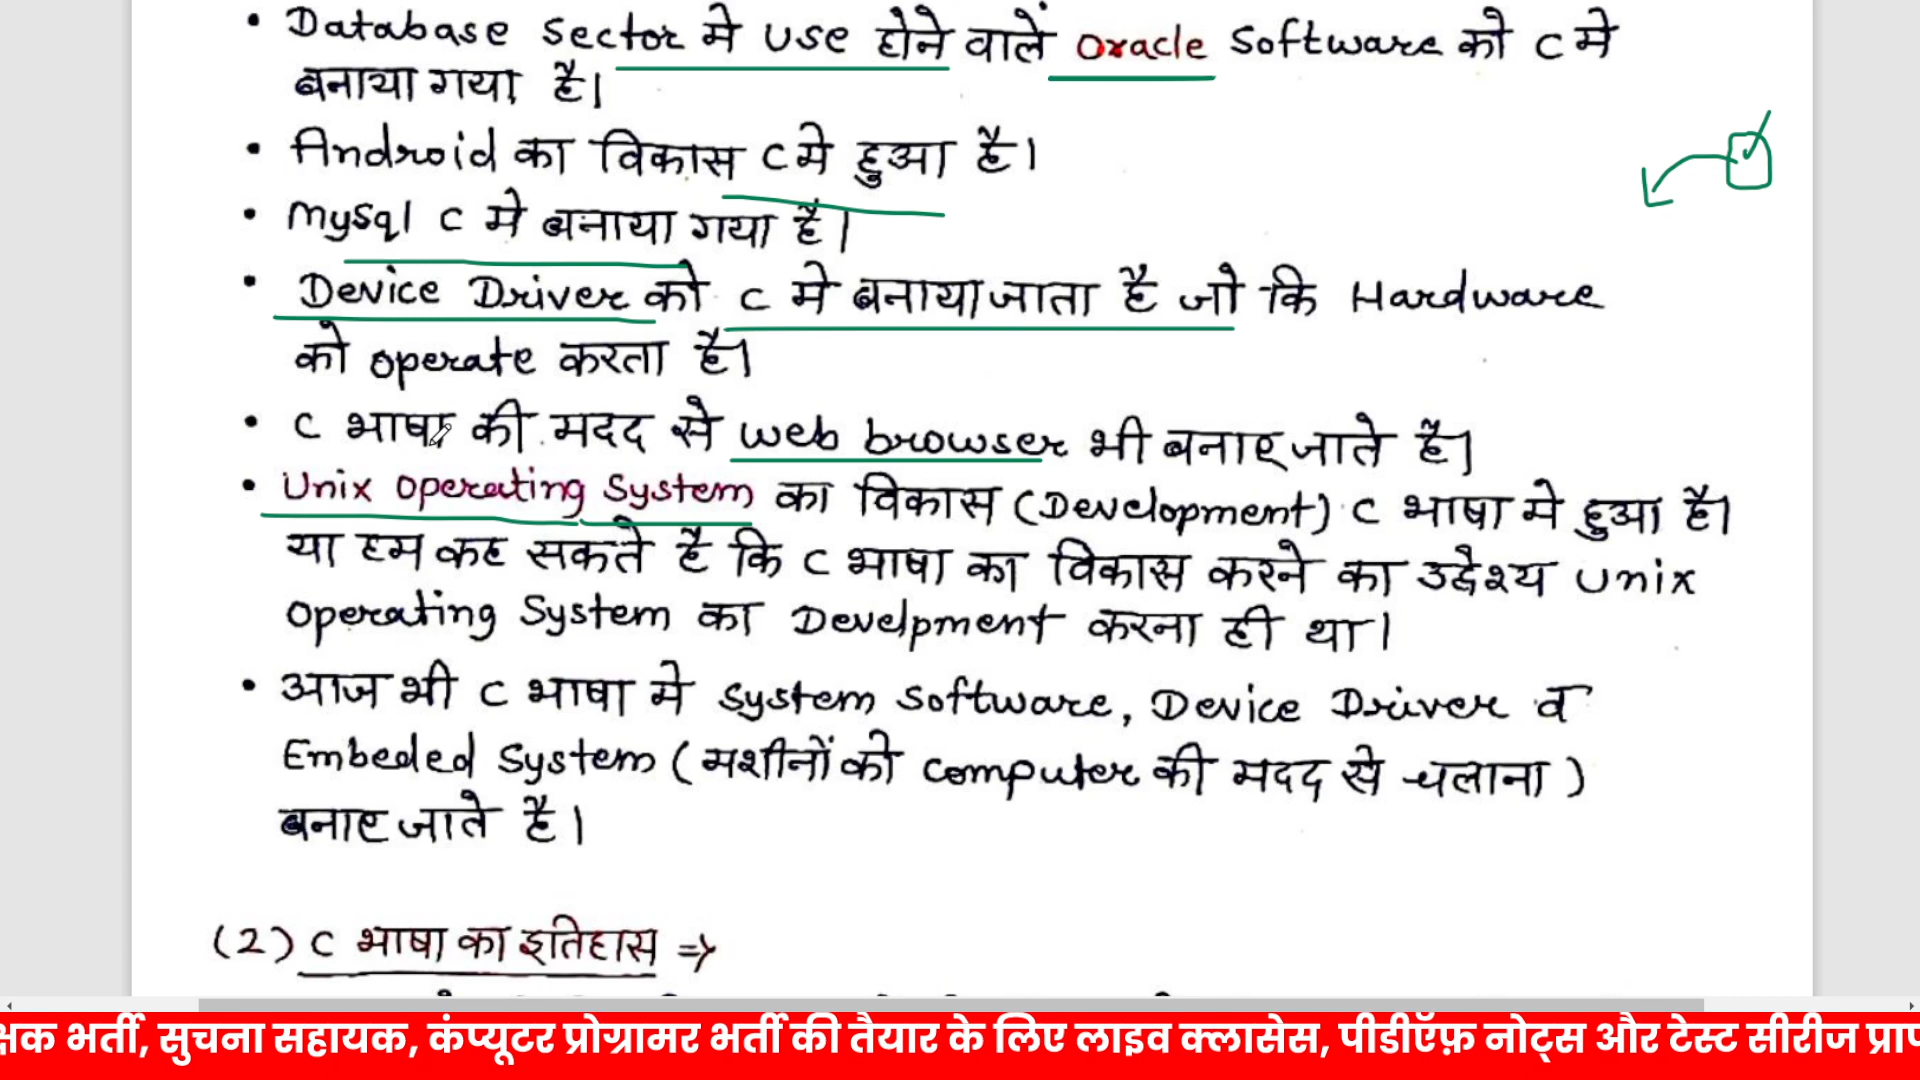 • Database Sector मे use होने वाले Oracle Software को C मे
बनाया गया है।
• Android का विकास C मे हुआ है।
• Mysql C मे बनाया गया है।
• Device Driver को C मे बनाया जाता है जो कि Hardware
को operate करता है।
• C भाषा की मदद से web browser भी बनाए जाते है।
• Unix Operating System का विकास (Development) C भाषा मे हुआ है।
या हम कह सकते है कि C भाषा का विकास करने का उद्देश्य Unix
Operating System का Develpment करना ही था।
• आज भी C भाषा मे System Software, Device Driver व
Embeded System (मशीनों को Computer की मदद से चलाना)
बनाए जाते है।
(2) C भाषा का इतिहास ⇒
क्षक भर्ती, सुचना सहायक, कंप्यूटर प्रोग्रामर भर्ती की तैयार के लिए लाइव क्लासेस, पीडीऍफ़ नोट्स और टेस्ट सीरीज प्राप